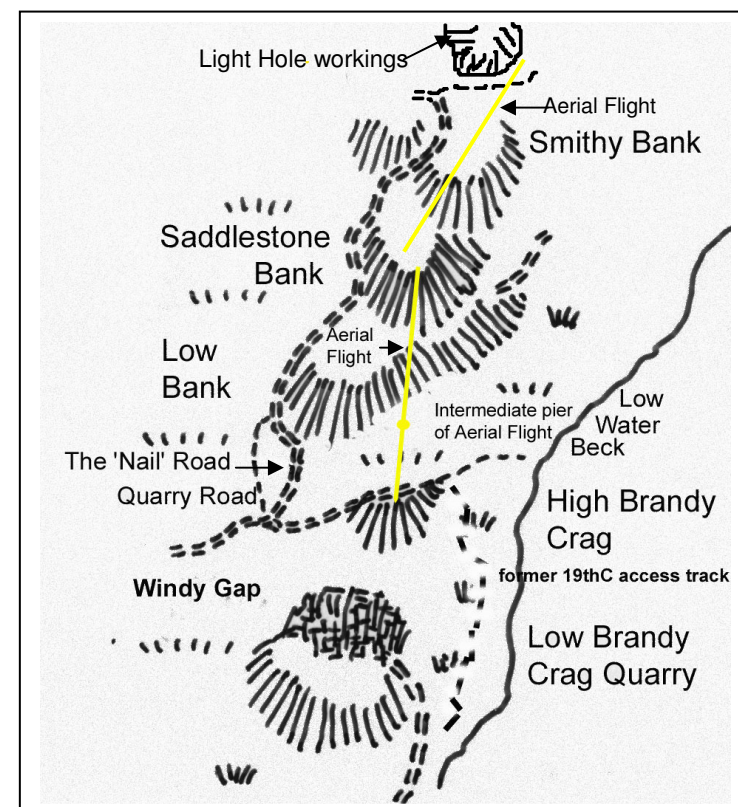 Light Hole workings
Aerial Flight
Smithy Bank
Saddlestone
Bank
Aerial
Flight
Low
Bank
Low
Water
Beck
Intermediate pier
of Aerial Flight
The 'Nail' Road
Quarry Road
High Brandy
Crag
former 19thC access track
Windy Gap
Low Brandy
Crag Quarry